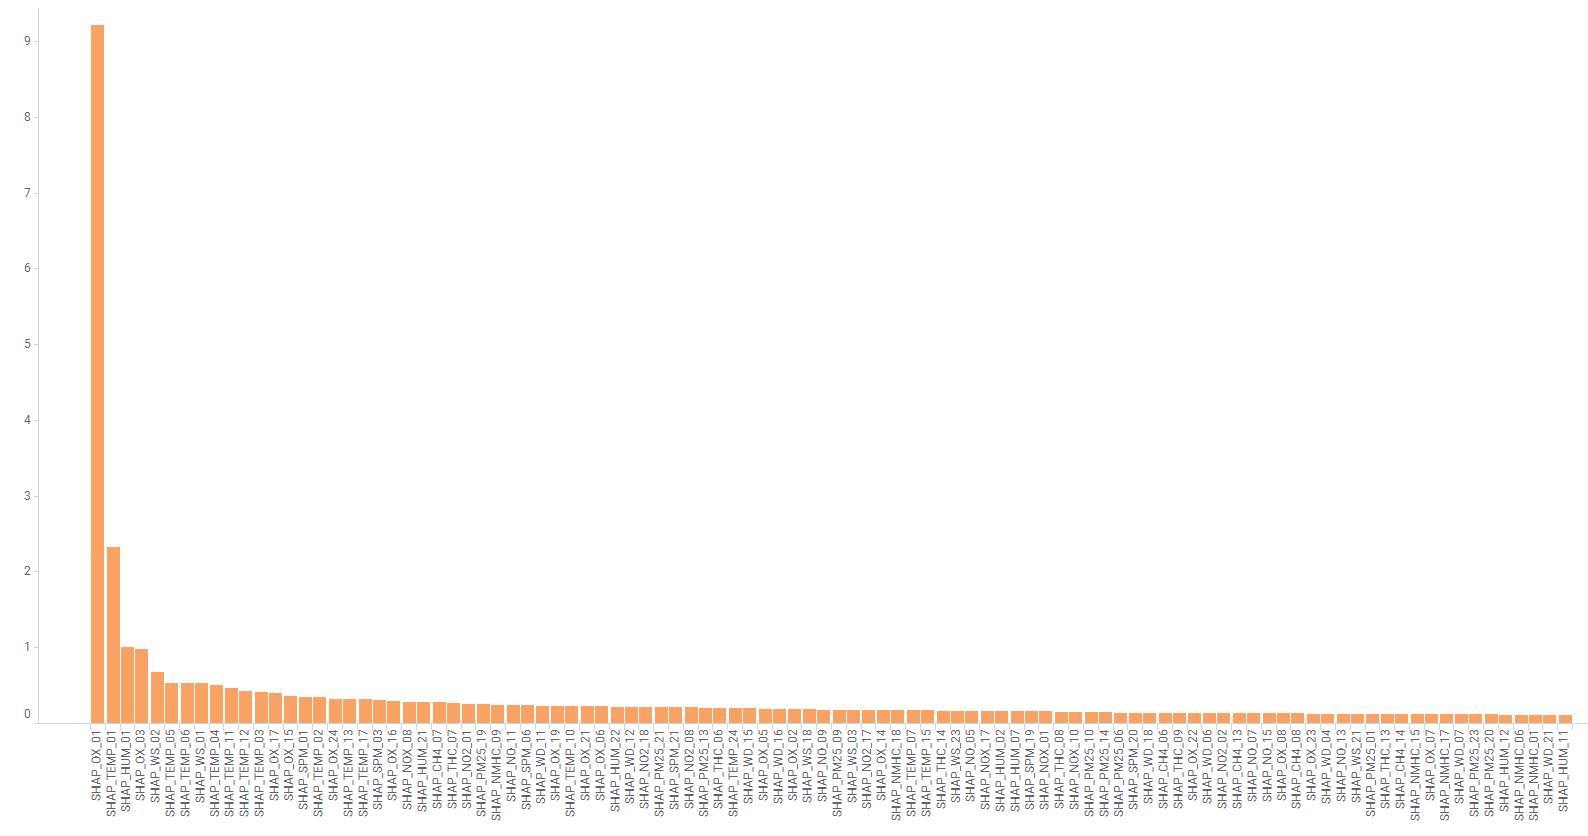 9
8
7
6
5
4
3
2
1
0
SHAP_OX_01
SHAP_TEMP_01
SHAP_HUM_01
SHAP_OX_03
SHAP_WS_02
SHAP_TEMP_05
SHAP_TEMP_06
SHAP_WS_01
SHAP_TEMP_04
SHAP_TEMP_11
SHAP_TEMP_12
SHAP_TEMP_03
SHAP_OX_17
SHAP_OX_15
SHAP_SPM_01
SHAP_TEMP_02
SHAP_OX_24
SHAP_TEMP_13
SHAP_TEMP_17
SHAP_SPM_03
SHAP_OX_16
SHAP_NOX_08
SHAP_HUM_21
SHAP_CH4_07
SHAP_THC_07
SHAP_NO2_01
SHAP_PM25_19
SHAP_NMHC_09
SHAP_NO_11
SHAP_SPM_06
SHAP_WD_11
SHAP_OX_19
SHAP_TEMP_10
SHAP_OX_21
SHAP_OX_06
SHAP_HUM_22
SHAP_WD_12
SHAP_NO2_18
SHAP_PM25_21
SHAP_SPM_21
SHAP_NO2_08
SHAP_PM25_13
SHAP_THC_06
SHAP_TEMP_24
SHAP_WD_15
SHAP_OX_05
SHAP_WD_16
SHAP_OX_02
SHAP_WS_18
SHAP_NO_09
SHAP_PM25_09
SHAP_WS_03
SHAP_NO2_17
SHAP_OX_14
SHAP_NMHC_18
SHAP_TEMP_07
SHAP_TEMP_15
SHAP_THC_14
SHAP_WS_23
SHAP_NO_05
SHAP_NOX_17
SHAP_HUM_02
SHAP_HUM_07
SHAP_SPM_19
SHAP_NOX_01
SHAP_THC_08
SHAP_NOX_10
SHAP_PM25_10
SHAP_PM25_14
SHAP_PM25_06
SHAP_SPM_20
SHAP_WD_18
SHAP_CH4_06
SHAP_THC_09
SHAP_OX_22
SHAP_WD_06
SHAP_NO2_02
SHAP_CH4_13
SHAP_NO_07
SHAP_NO_15
SHAP_OX_08
SHAP_CH4_08
SHAP_OX_23
SHAP_WD_04
SHAP_NO_13
SHAP_WS_21
SHAP_PM25_01
SHAP_THC_13
SHAP_CH4_14
SHAP_NMHC_15
SHAP_OX_07
SHAP_NMHC_17
SHAP_WD_07
SHAP_PM25_23
SHAP_PM25_20
SHAP_HUM_12
SHAP_NMHC_06
SHAP_NMHC_01
SHAP_WD_21
SHAP_HUM_11